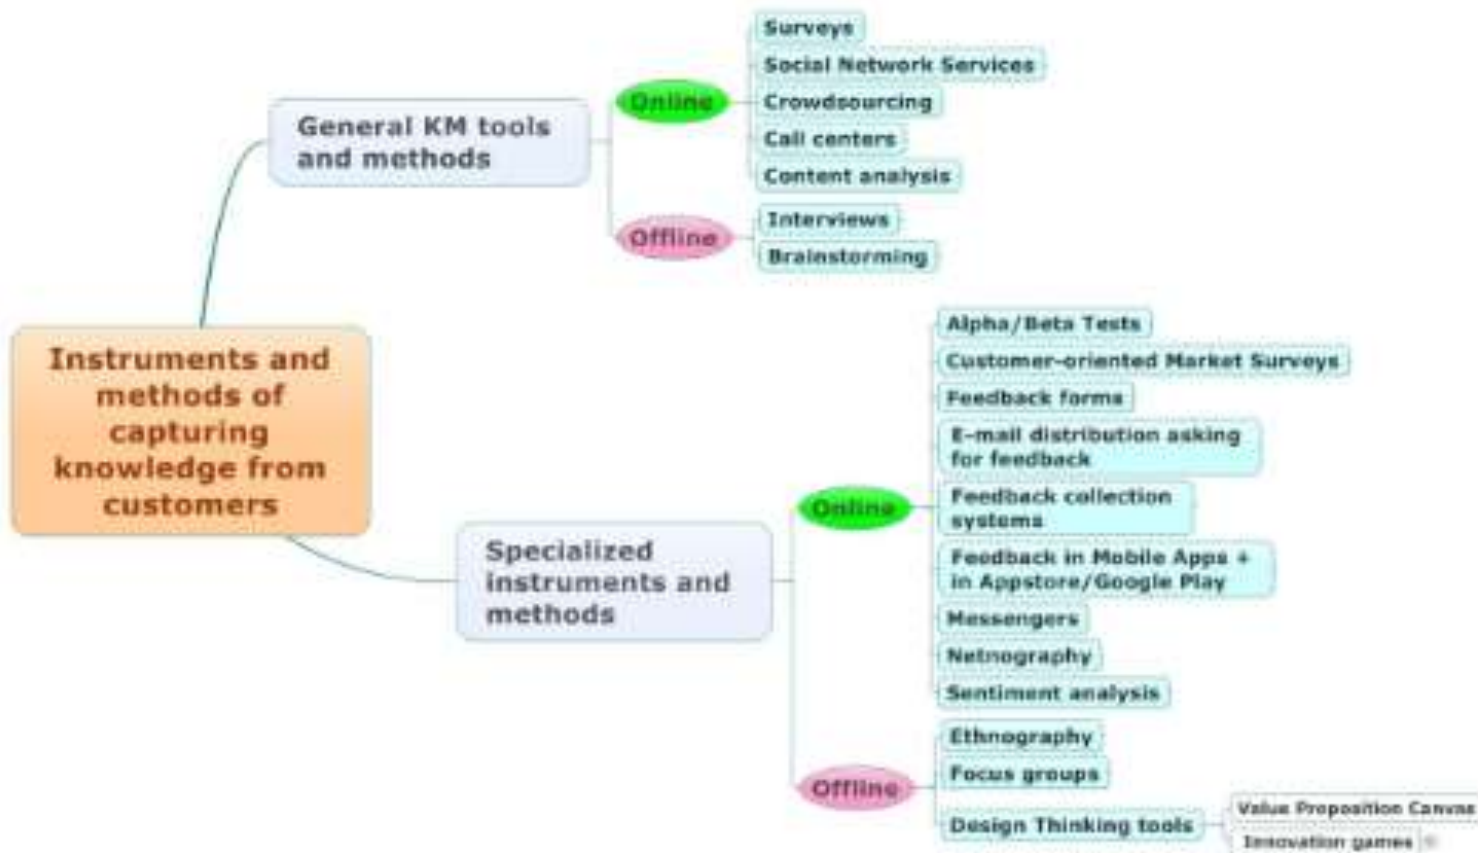 Surveys
Social Network Services
Online
Crowdsourcing
General KM tools
and methods
Call centers
Content analysis
Interviews
Offline
Brainstorming
Instruments and
methods of
capturing
knowledge from
customers
Alpha/Beta Tests
Customer-oriented Market Surveys
Feedback forms
E-mail distribution asking
for feedback
Online
Feedback collection
systems
Specialized
instruments and
methods
Feedback in Mobile Apps +
in Appstore/Google Play
Messengers
Netnography
Sentiment analysis
Ethnography
Focus groups
Offline
Design Thinking tools
Value Proposition Canvas
Innovation games